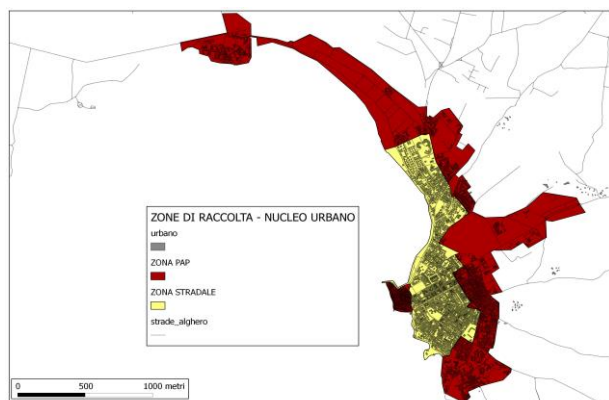 ZONE DI RACCOLTA - NUCLEO URBANO
urbano
ZONA PAP
ZONA STRADALE
strade_alghero
0 500 1000 metri